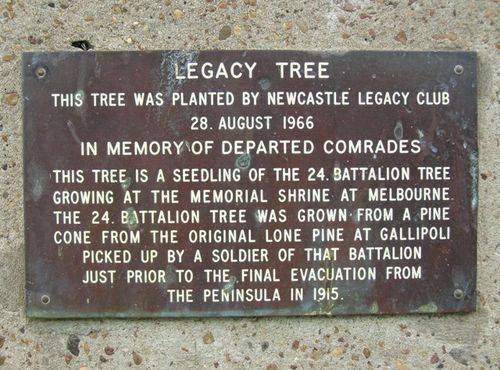 LEGACY TREE
THIS TREE WAS PLANTED BY NEWCASTLE LEGACY CLUB
28. AUGUST 1966
IN MEMORY OF DEPARTED COMRADES
THIS TREE IS A SEEDLING OF THE 24. BATTALION TREE
GROWING AT THE MEMORIAL SHRINE AT MELBOURNE.
THE 24. BATTALION TREE WAS GROWN FROM A PINE
CONE FROM THE ORIGINAL LONE PINE AT GALLIPOLI
PICKED UP BY A SOLDIER OF THAT BATTALION
JUST PRIOR TO THE FINAL EVACUATION FROM
THE PENINSULA IN 1915.